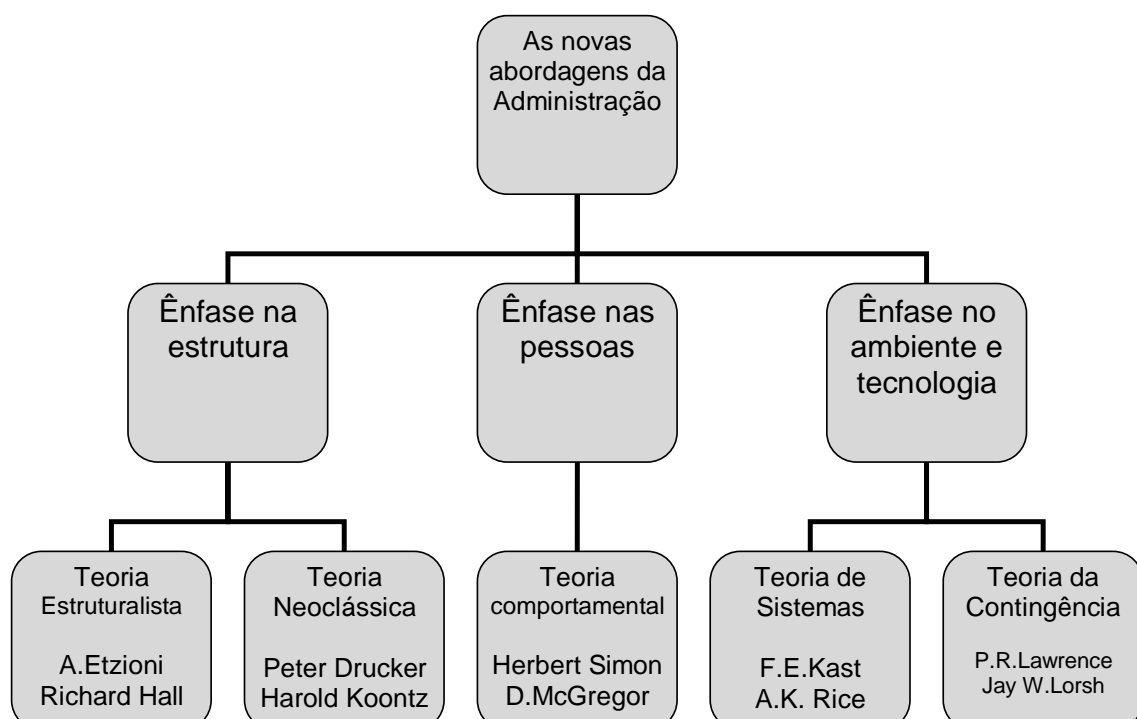 As novas
abordagens da
Administração
Ênfase na
estrutura
Ênfase nas
pessoas
Ênfase no
ambiente e
tecnologia
Teoria
Estruturalista
A.Etzioni
Richard Hall
Teoria
Neoclássica
Peter Drucker
Harold Koontz
Teoria
comportamental
Herbert Simon
D.McGregor
Teoria de
Sistemas
F.E.Kast
A.K. Rice
Teoria da
Contingência
P.R.Lawrence
Jay W.Lorsh